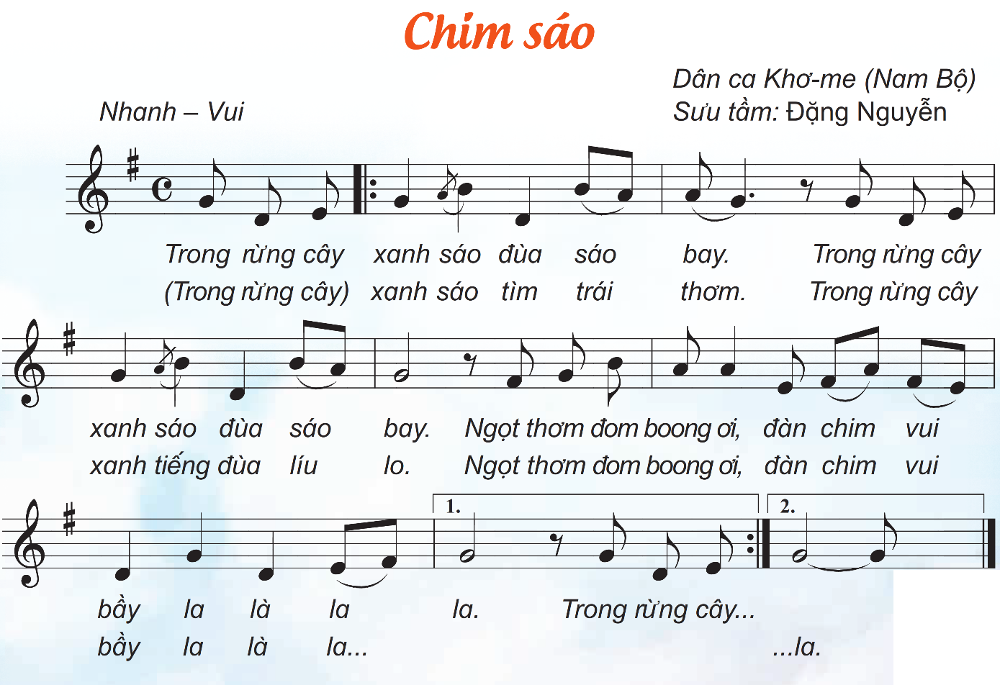 Chim sáo
Dân ca Khơ-me (Nam Bộ)
Nhanh – Vui
Sưu tầm: Đặng Nguyễn
Trong rừng cây xanh sáo đùa sáo bay. Trong rừng cây
(Trong rừng cây) xanh sáo tìm trái thơm. Trong rừng cây
xanh sáo đùa sáo bay. Ngọt thơm đom boong ơi, đàn chim vui
xanh tiếng đùa líu lo. Ngọt thơm đom boong ơi, đàn chim vui
1. 2.
bầy la là la la. Trong rừng cây...
bầy la là la... ...la.